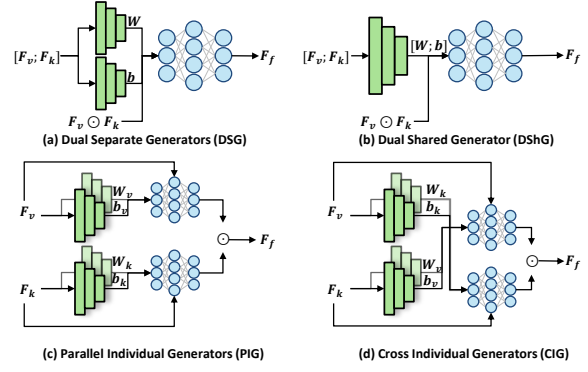 [F_v; F_k]
W
b
F_v ⊙ F_k
F_f
(a) Dual Separate Generators (DSG)
[F_v; F_k]
[W; b]
F_v ⊙ F_k
F_f
(b) Dual Shared Generator (DShG)
F_v
W_v
b_v
F_k
W_k
b_k
⊙
F_f
(c) Parallel Individual Generators (PIG)
F_v
W_k
b_k
F_k
W_v
b_v
⊙
F_f
(d) Cross Individual Generators (CIG)